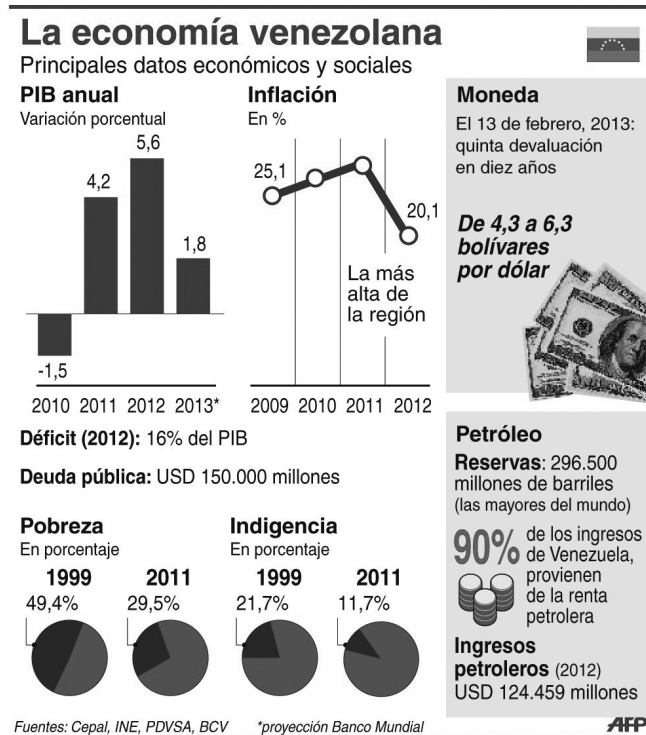 La economía venezolana
Principales datos económicos y sociales
PIB anual
Variación porcentual
5,6
4,2
1,8
-1,5
2010 2011 2012 2013*
Inflación
En %
25,1
20,1
La más
alta de
la región
2009 2010 2011 2012
Déficit (2012): 16% del PIB
Deuda pública: USD 150.000 millones
Pobreza
En porcentaje
1999 2011
49,4% 29,5%
Indigencia
En porcentaje
1999 2011
21,7% 11,7%
Moneda
El 13 de febrero, 2013:
quinta devaluación
en diez años
De 4,3 a 6,3
bolívares
por dólar
Petróleo
Reservas: 296.500
millones de barriles
(las mayores del mundo)
90%
de los ingresos
de Venezuela,
provienen
de la renta
petrolera
Ingresos
petroleros (2012)
USD 124.459 millones
Fuentes: Cepal, INE, PDVSA, BCV *proyección Banco Mundial
AFP